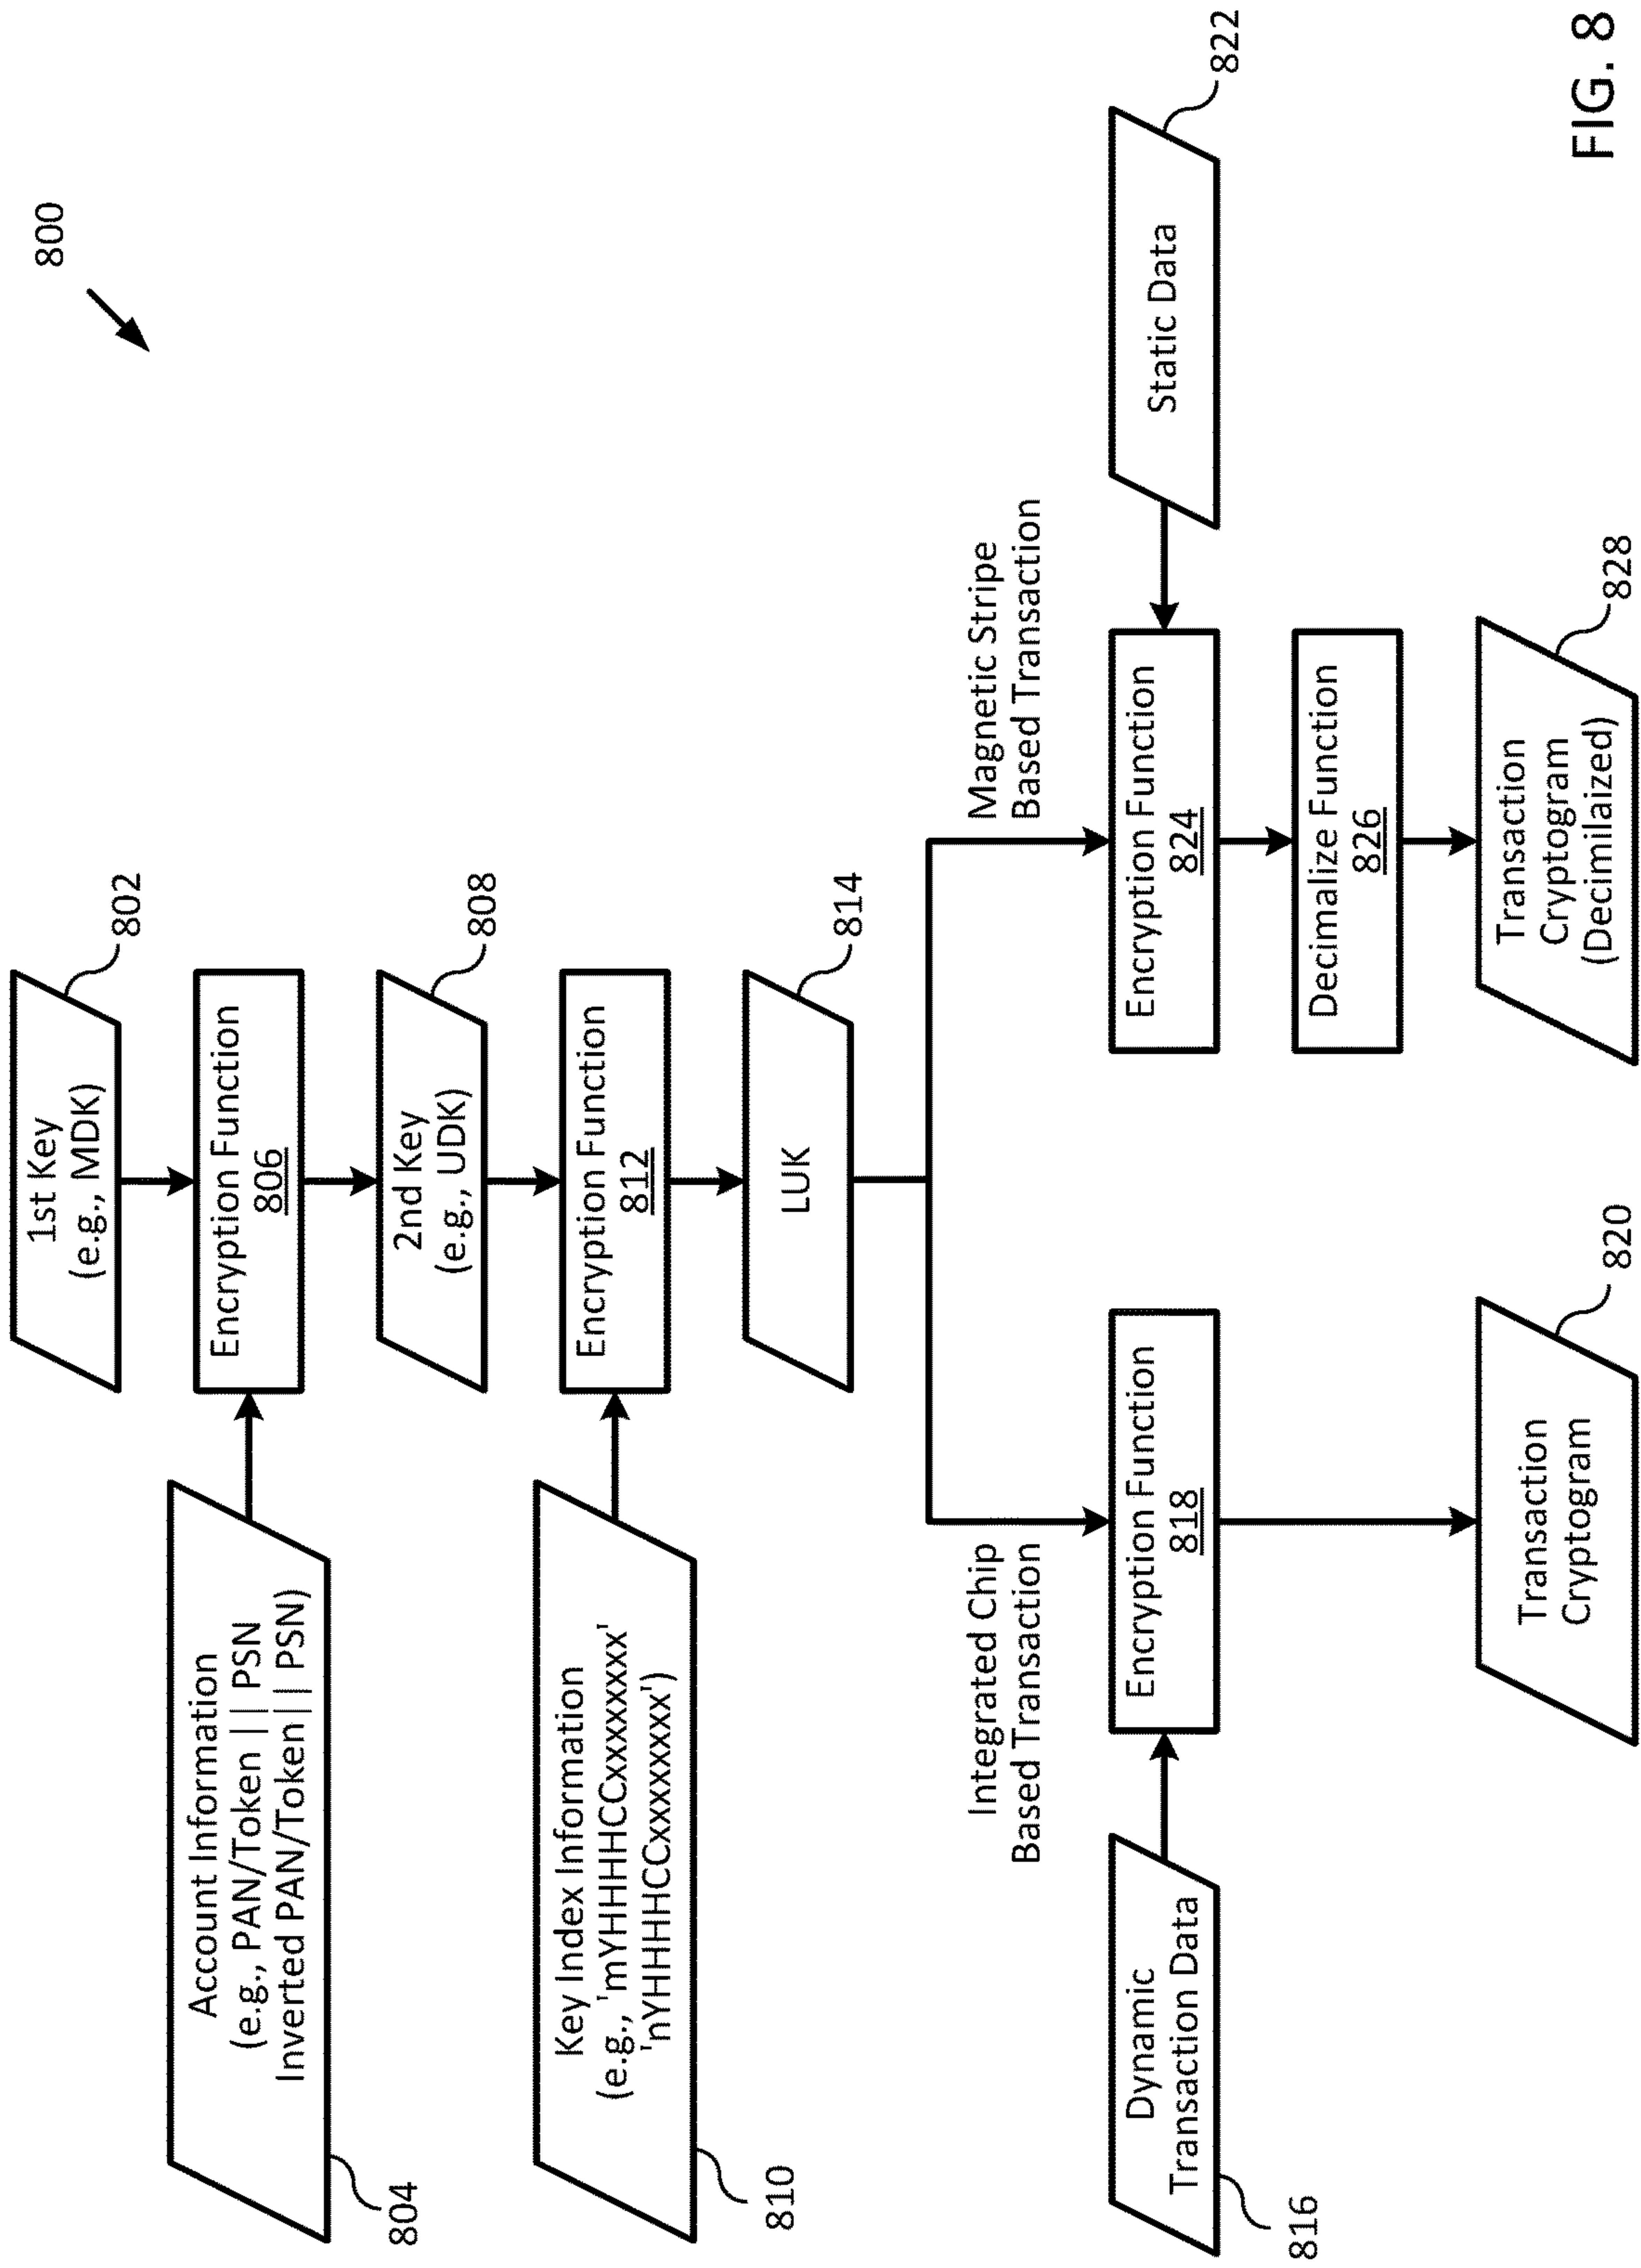 800
1st Key
(e.g., MDK)
802
Account Information
(e.g., PAN/Token || PSN
Inverted PAN/Token || PSN)
804
Encryption Function
806
2nd Key
(e.g., UDK)
808
Key Index Information
(e.g., 'mYHHHHCCxxxxxxxx'
'nYHHHHCCxxxxxxxx')
810
Encryption Function
812
LUK
814
Integrated Chip
Based Transaction
Magnetic Stripe
Based Transaction
Dynamic
Transaction Data
816
Encryption Function
818
Encryption Function
824
Static Data
822
Decimalize Function
826
Transaction
Cryptogram
820
Transaction
Cryptogram
(Decimilaized)
828
FIG. 8